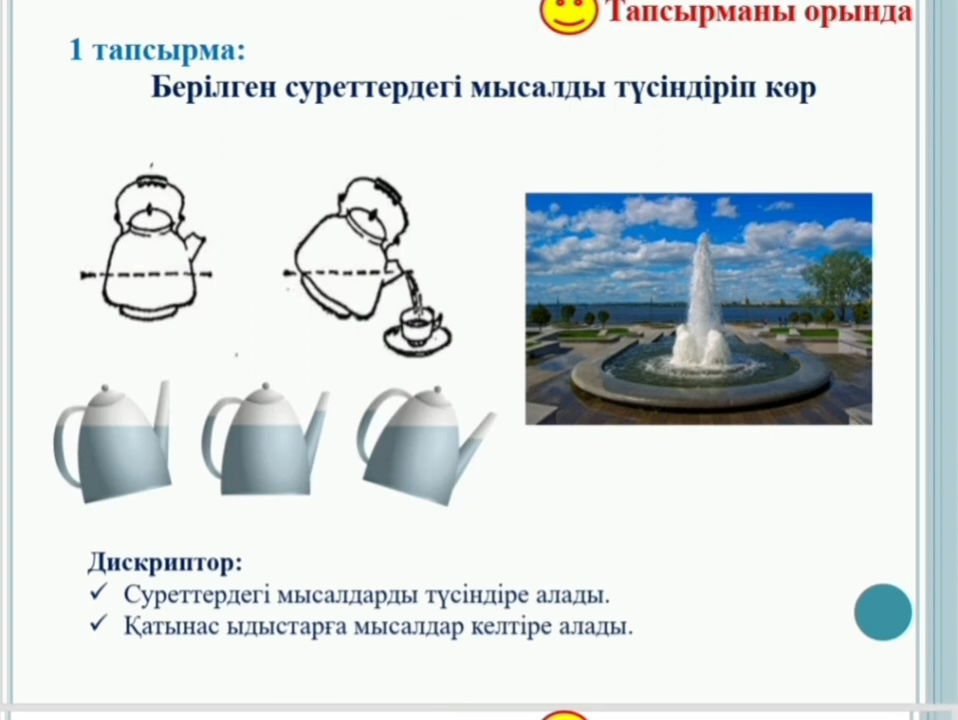 Тапсырманы орында
1 тапсырма:
Берілген суреттердегі мысалды түсіндіріп көр
Дискриптор:
✓ Суреттердегі мысалдарды түсіндіре алады.
✓ Қатынас ыдыстарға мысалдар келтіре алады.